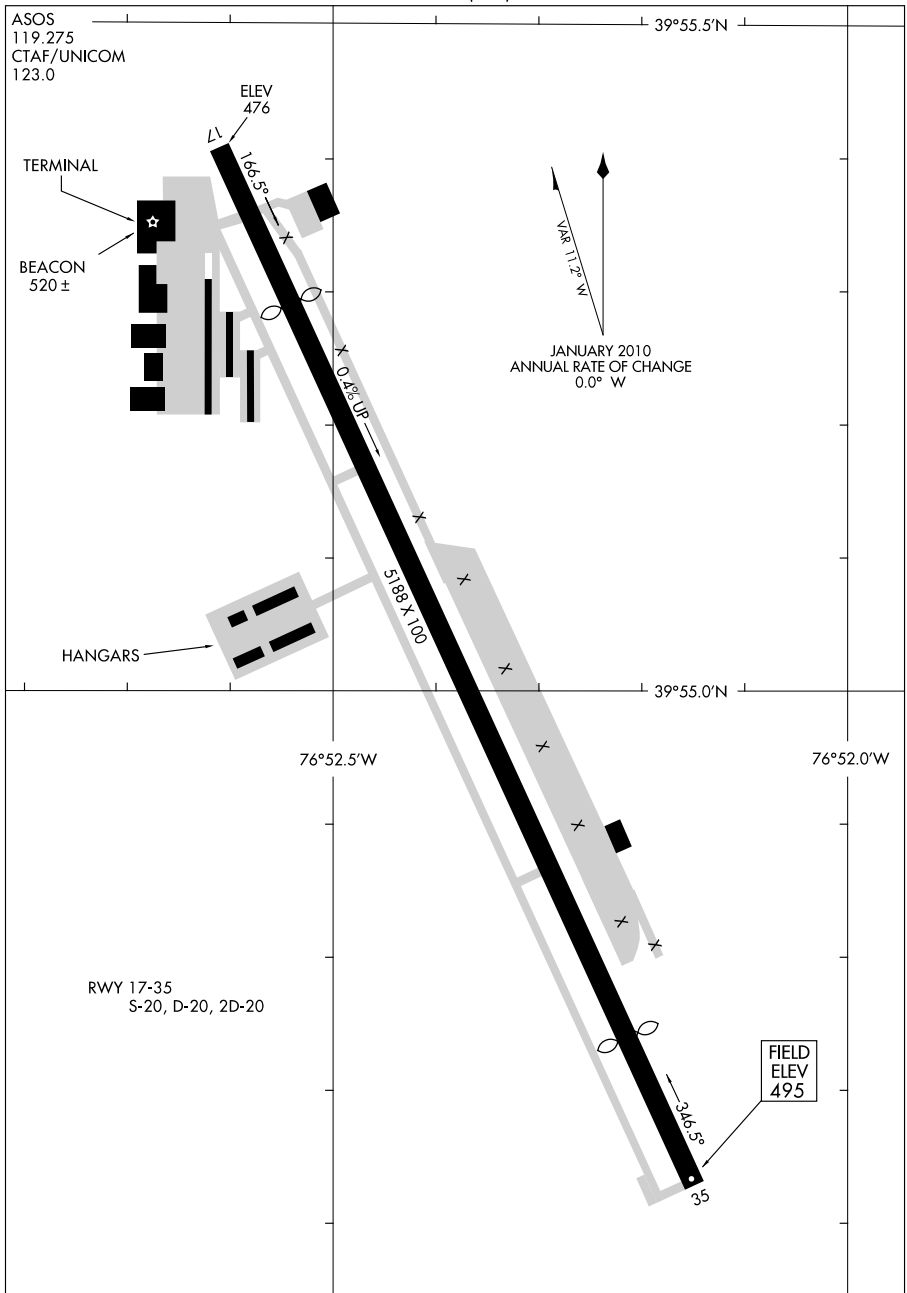 ASOS
119.275
CTAF/UNICOM
123.0
39°55.5'N
ELEV
476
17
TERMINAL
166.5°
BEACON
520 ±
VAR 11.2° W
JANUARY 2010
ANNUAL RATE OF CHANGE
0.0° W
0.4% UP
5188 X 100
HANGARS
39°55.0'N
76°52.5'W
76°52.0'W
RWY 17-35
S-20, D-20, 2D-20
FIELD
ELEV
495
346.5°
35